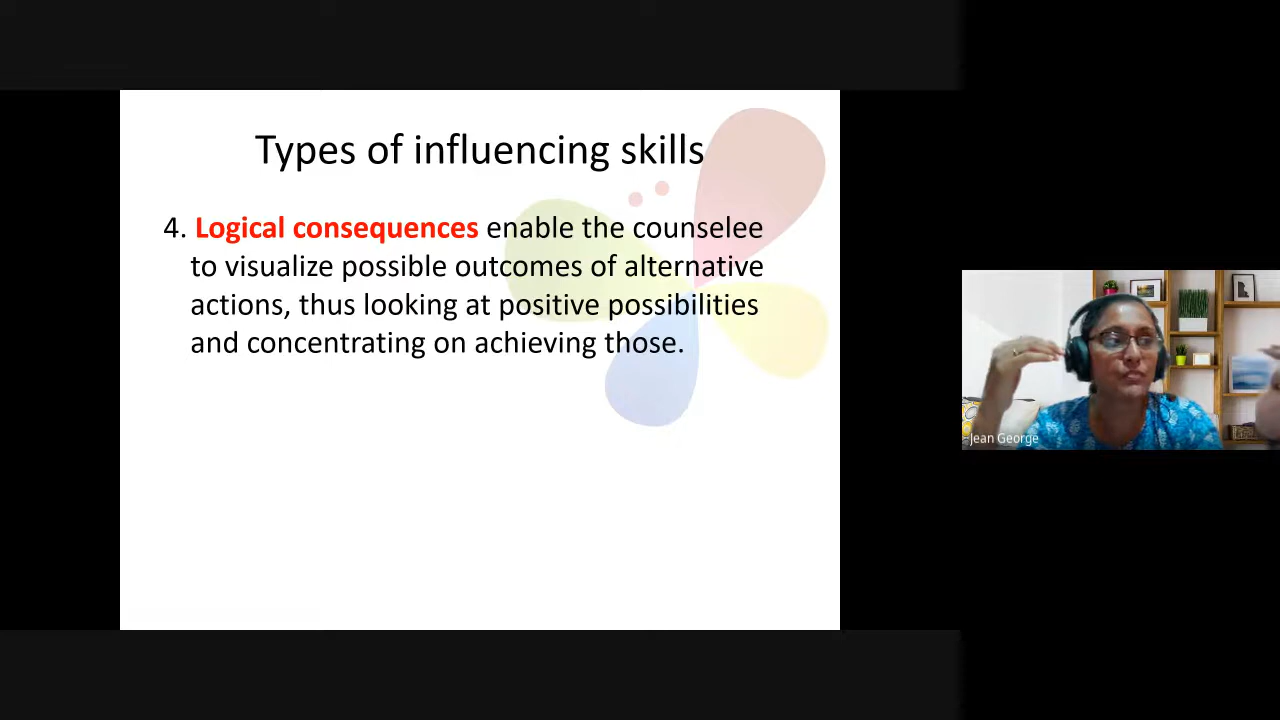 Types of influencing skills
4. Logical consequences enable the counselee
to visualize possible outcomes of alternative
actions, thus looking at positive possibilities
and concentrating on achieving those.
Jean George